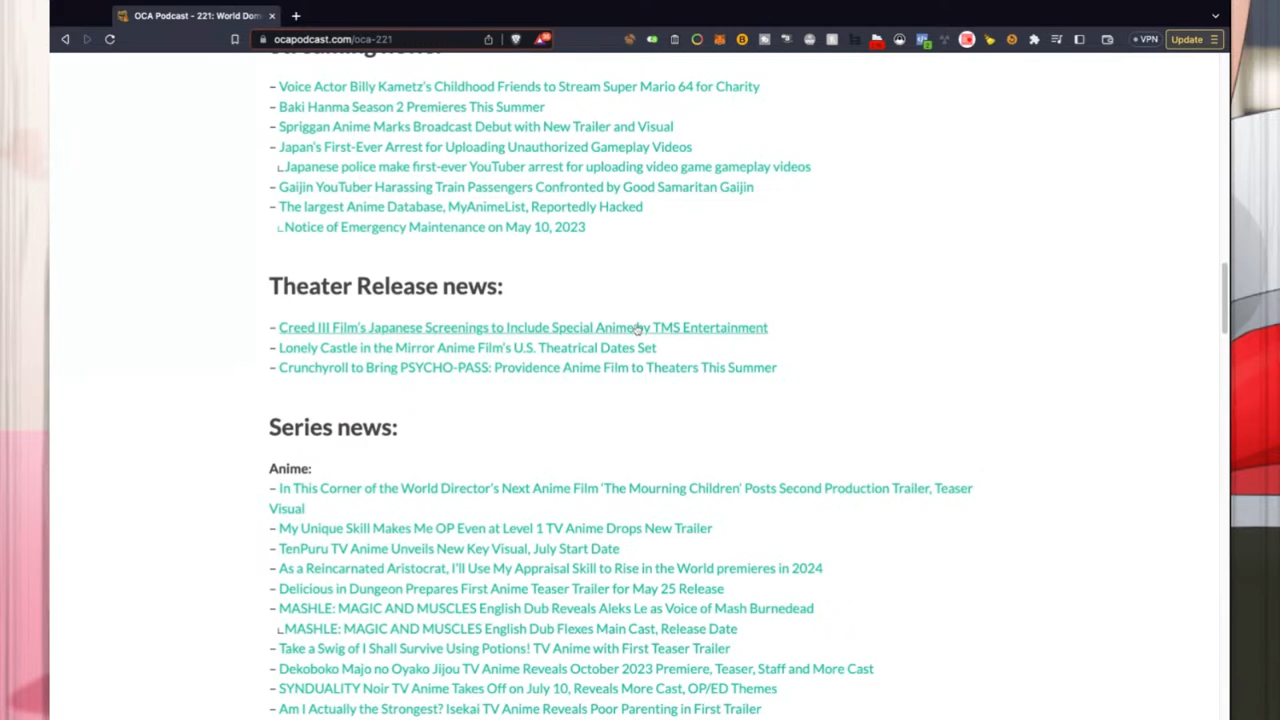 OCA Podcast - 221: World Dom
ocapodcast.com/oca-221
VPN
Update
– Voice Actor Billy Kametz's Childhood Friends to Stream Super Mario 64 for Charity
– Baki Hanma Season 2 Premieres This Summer
– Spriggan Anime Marks Broadcast Debut with New Trailer and Visual
– Japan's First-Ever Arrest for Uploading Unauthorized Gameplay Videos
∟Japanese police make first-ever YouTuber arrest for uploading video game gameplay videos
– Gaijin YouTuber Harassing Train Passengers Confronted by Good Samaritan Gaijin
– The largest Anime Database, MyAnimeList, Reportedly Hacked
∟Notice of Emergency Maintenance on May 10, 2023
Theater Release news:
– Creed III Film's Japanese Screenings to Include Special Anime by TMS Entertainment
– Lonely Castle in the Mirror Anime Film's U.S. Theatrical Dates Set
– Crunchyroll to Bring PSYCHO-PASS: Providence Anime Film to Theaters This Summer
Series news:
Anime:
– In This Corner of the World Director's Next Anime Film 'The Mourning Children' Posts Second Production Trailer, Teaser
Visual
– My Unique Skill Makes Me OP Even at Level 1 TV Anime Drops New Trailer
– TenPuru TV Anime Unveils New Key Visual, July Start Date
– As a Reincarnated Aristocrat, I'll Use My Appraisal Skill to Rise in the World premieres in 2024
– Delicious in Dungeon Prepares First Anime Teaser Trailer for May 25 Release
– MASHLE: MAGIC AND MUSCLES English Dub Reveals Aleks Le as Voice of Mash Burnedead
∟MASHLE: MAGIC AND MUSCLES English Dub Flexes Main Cast, Release Date
– Take a Swig of I Shall Survive Using Potions! TV Anime with First Teaser Trailer
– Dekoboko Majo no Oyako Jijou TV Anime Reveals October 2023 Premiere, Teaser, Staff and More Cast
– SYNDUALITY Noir TV Anime Takes Off on July 10, Reveals More Cast, OP/ED Themes
– Am I Actually the Strongest? Isekai TV Anime Reveals Poor Parenting in First Trailer